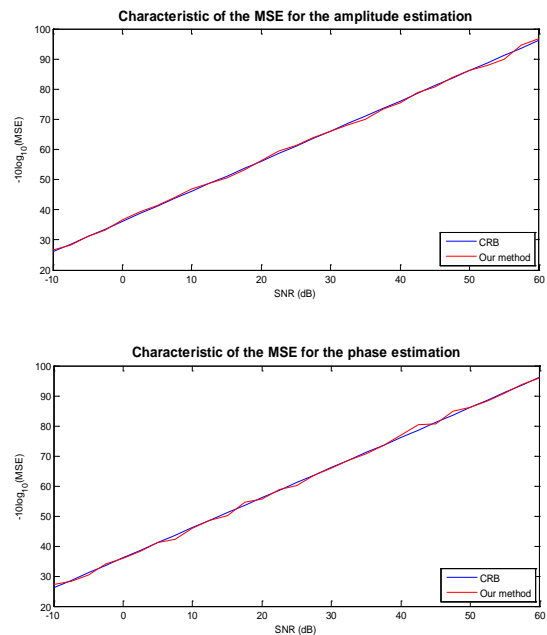 Characteristic of the MSE for the amplitude estimation
100
90
80
70
60
50
40
30
20
-10log10(MSE)
-10 0 10 20 30 40 50 60
SNR (dB)
CRB
Our method
Characteristic of the MSE for the phase estimation
100
90
80
70
60
50
40
30
20
-10log10(MSE)
-10 0 10 20 30 40 50 60
SNR (dB)
CRB
Our method